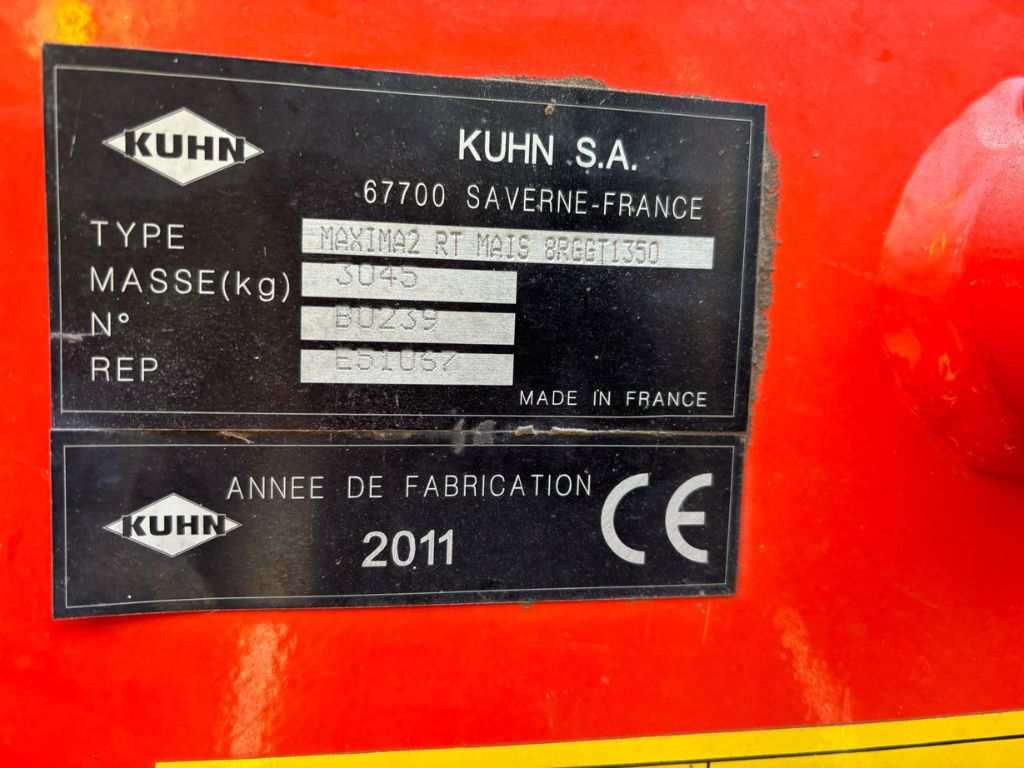 KUHN
KUHN S.A.
67700 SAVERNE-FRANCE
TYPE MAXIMA2 RT MAIS 8RGGT1350
MASSE(kg) 3045
N° B0239
REP E51067
MADE IN FRANCE
KUHN
ANNEE DE FABRICATION
2011
CE